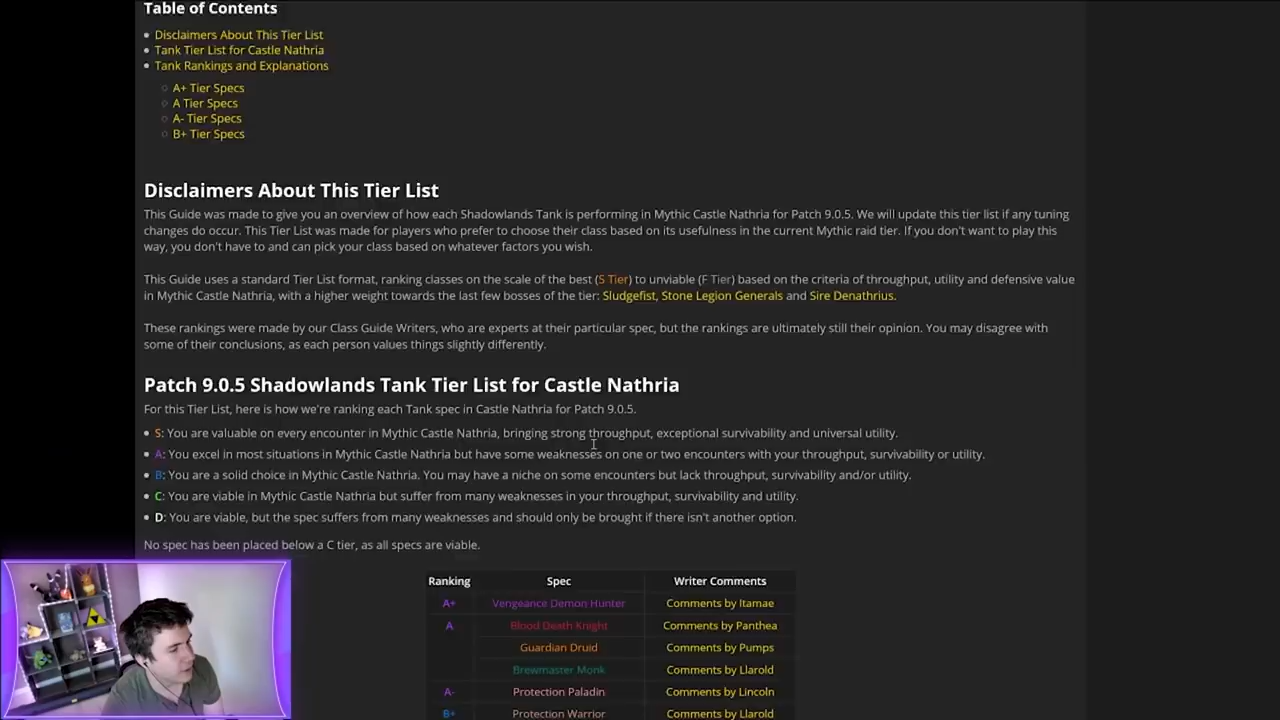 Table of Contents
Disclaimers About This Tier List
Tank Tier List for Castle Nathria
Tank Rankings and Explanations
A+ Tier Specs
A Tier Specs
A- Tier Specs
B+ Tier Specs
Disclaimers About This Tier List
This Guide was made to give you an overview of how each Shadowlands Tank is performing in Mythic Castle Nathria for Patch 9.0.5. We will update this tier list if any tuning
changes do occur. This Tier List was made for players who prefer to choose their class based on its usefulness in the current Mythic raid tier. If you don't want to play this
way, you don't have to and can pick your class based on whatever factors you wish.
This Guide uses a standard Tier List format, ranking classes on the scale of the best (S Tier) to unviable (F Tier) based on the criteria of throughput, utility and defensive value
in Mythic Castle Nathria, with a higher weight towards the last few bosses of the tier: Sludgefist, Stone Legion Generals and Sire Denathrius.
These rankings were made by our Class Guide Writers, who are experts at their particular spec, but the rankings are ultimately still their opinion. You may disagree with
some of their conclusions, as each person values things slightly differently.
Patch 9.0.5 Shadowlands Tank Tier List for Castle Nathria
For this Tier List, here is how we're ranking each Tank spec in Castle Nathria for Patch 9.0.5.
S: You are valuable on every encounter in Mythic Castle Nathria, bringing strong throughput, exceptional survivability and universal utility.
A: You excel in most situations in Mythic Castle Nathria but have some weaknesses on one or two encounters with your throughput, survivability or utility.
B: You are a solid choice in Mythic Castle Nathria. You may have a niche on some encounters but lack throughput, survivability and/or utility.
C: You are viable in Mythic Castle Nathria but suffer from many weaknesses in your throughput, survivability and utility.
D: You are viable, but the spec suffers from many weaknesses and should only be brought if there isn't another option.
No spec has been placed below a C tier, as all specs are viable.
Ranking Spec Writer Comments
A+ Vengeance Demon Hunter Comments by Itamae
A Blood Death Knight Comments by Panthea
Guardian Druid Comments by Pumps
Brewmaster Monk Comments by Llarold
A- Protection Paladin Comments by Lincoln
B+ Protection Warrior Comments by Llarold